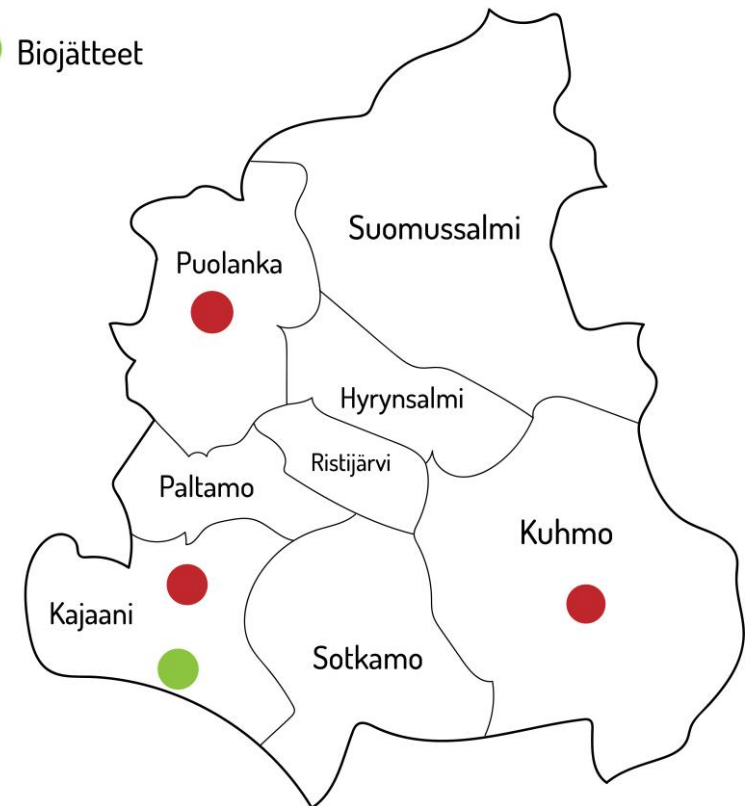 Biojätteet
Suomussalmi
Puolanka
Hyrynsalmi
Ristijärvi
Paltamo
Kuhmo
Kajaani
Sotkamo